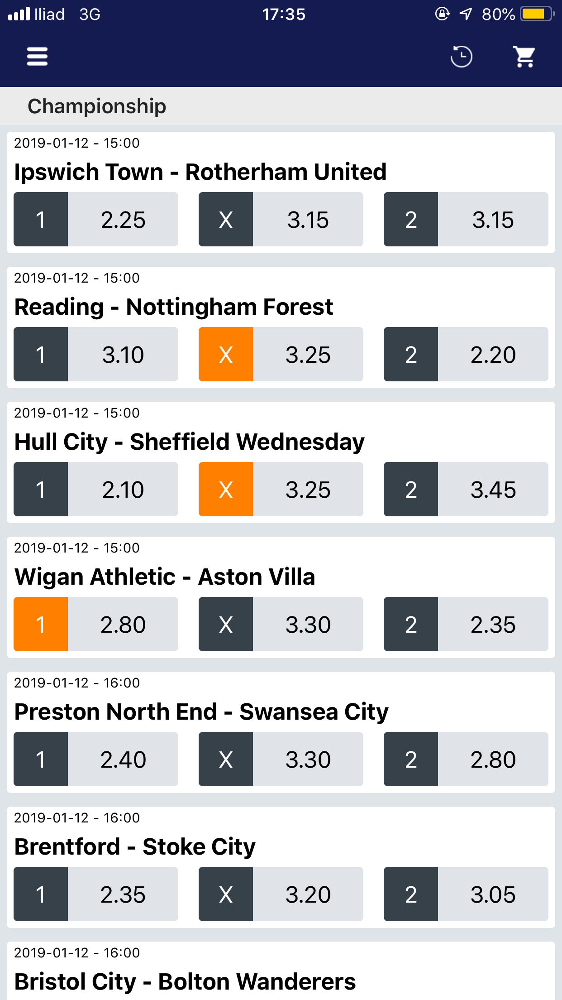 Iliad 3G 17:35 80%
Championship
2019-01-12 - 15:00
Ipswich Town - Rotherham United
1 2.25 X 3.15 2 3.15
2019-01-12 - 15:00
Reading - Nottingham Forest
1 3.10 X 3.25 2 2.20
2019-01-12 - 15:00
Hull City - Sheffield Wednesday
1 2.10 X 3.25 2 3.45
2019-01-12 - 15:00
Wigan Athletic - Aston Villa
1 2.80 X 3.30 2 2.35
2019-01-12 - 16:00
Preston North End - Swansea City
1 2.40 X 3.30 2 2.80
2019-01-12 - 16:00
Brentford - Stoke City
1 2.35 X 3.20 2 3.05
2019-01-12 - 16:00
Bristol City - Bolton Wanderers